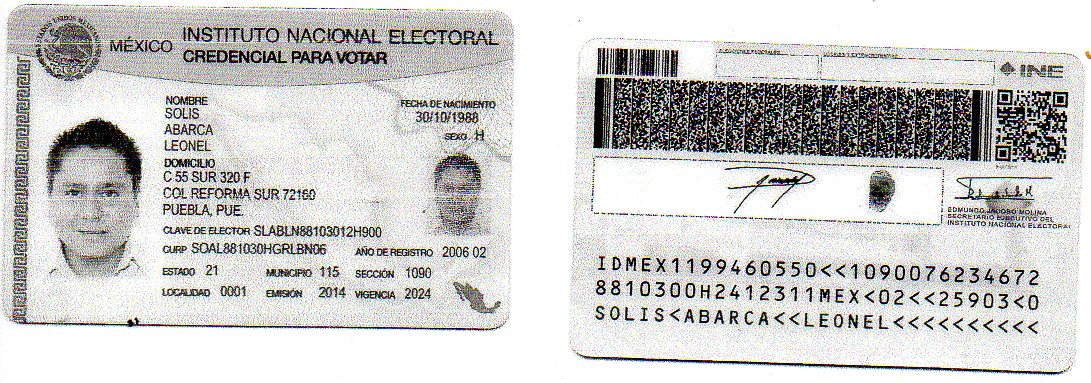 MÉXICO INSTITUTO NACIONAL ELECTORAL
CREDENCIAL PARA VOTAR
NOMBRE
SOLIS
ABARCA
LEONEL
FECHA DE NACIMIENTO
30/10/1988
SEXO H
DOMICILIO
C 55 SUR 320 F
COL REFORMA SUR 72160
PUEBLA, PUE.
CLAVE DE ELECTOR SLABLN88103012H900
CURP SOAL881030HGRLBN06 AÑO DE REGISTRO 2006 02
ESTADO 21 MUNICIPIO 115 SECCIÓN 1090
LOCALIDAD 0001 EMISIÓN 2014 VIGENCIA 2024
INE
EDMUNDO JACOBO MOLINA
SECRETARIO EJECUTIVO DEL
INSTITUTO NACIONAL ELECTORAL
IDMEX1199460550<<1090076234672
8810300H2412311MEX<02<<25903<0
SOLIS<ABARCA<<LEONEL<<<<<<<<<<